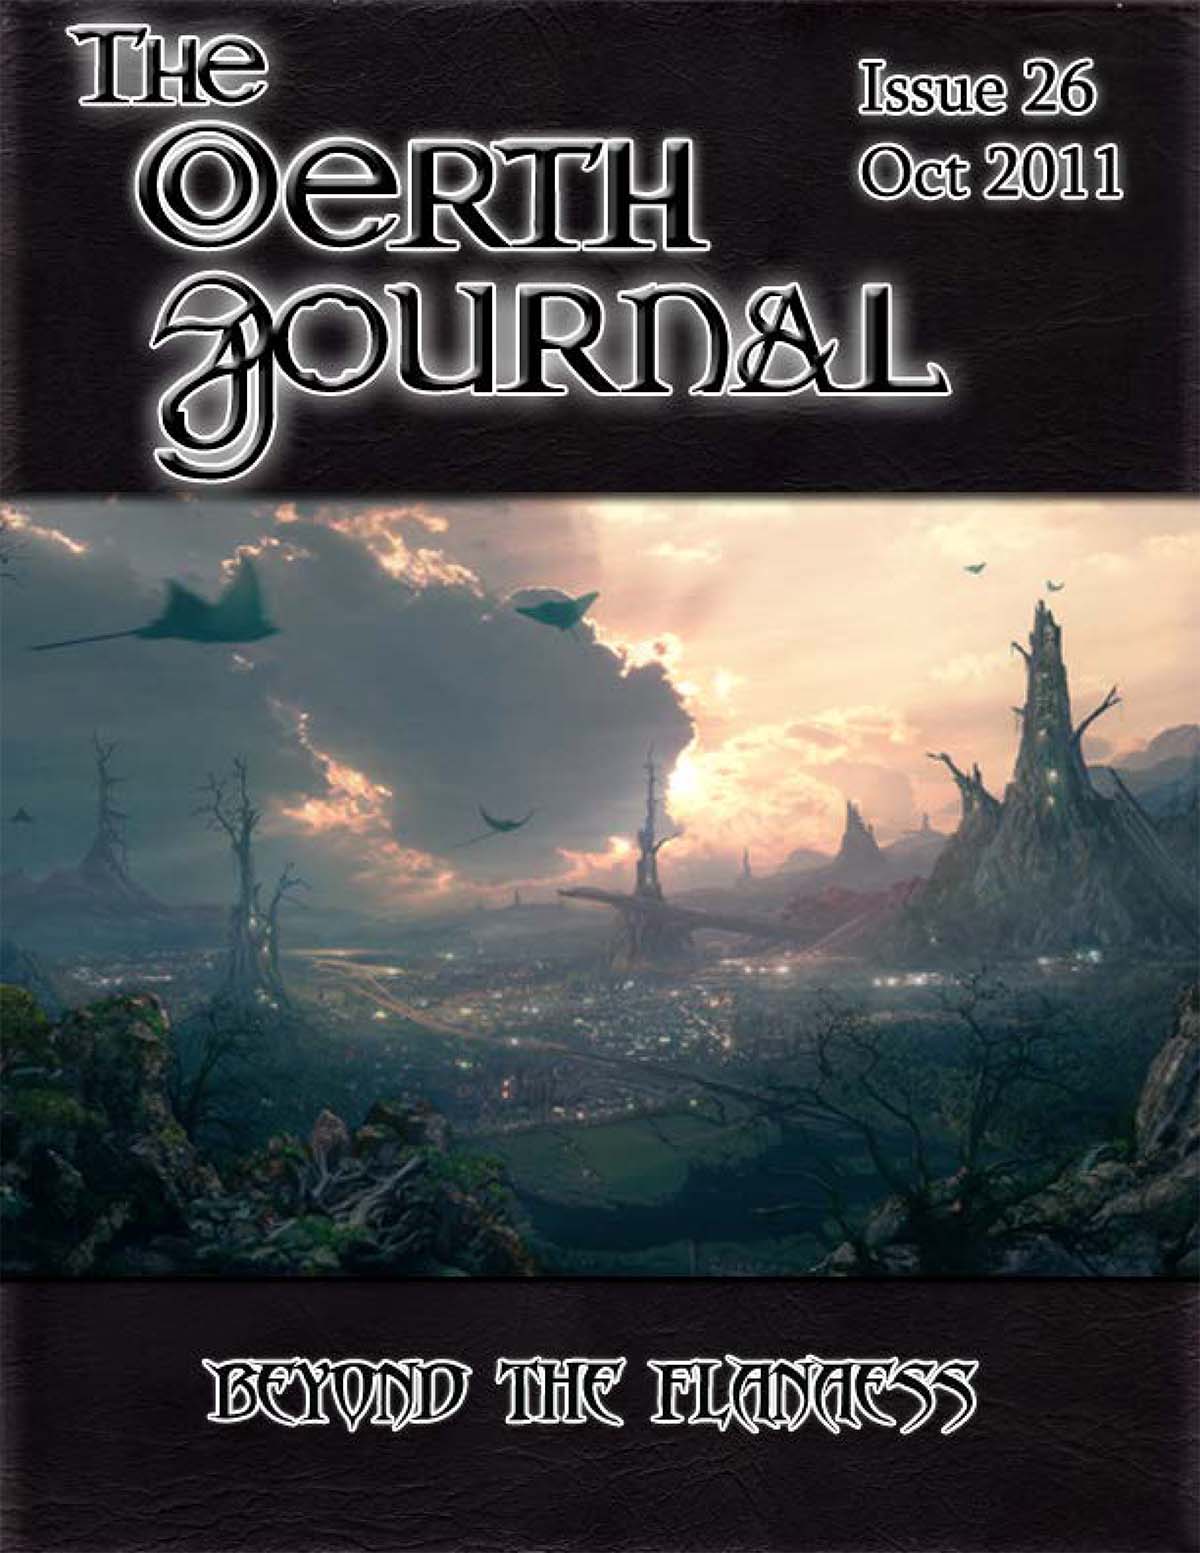 The
Oerth
Journal
Issue 26
Oct 2011
Beyond the Flanaess